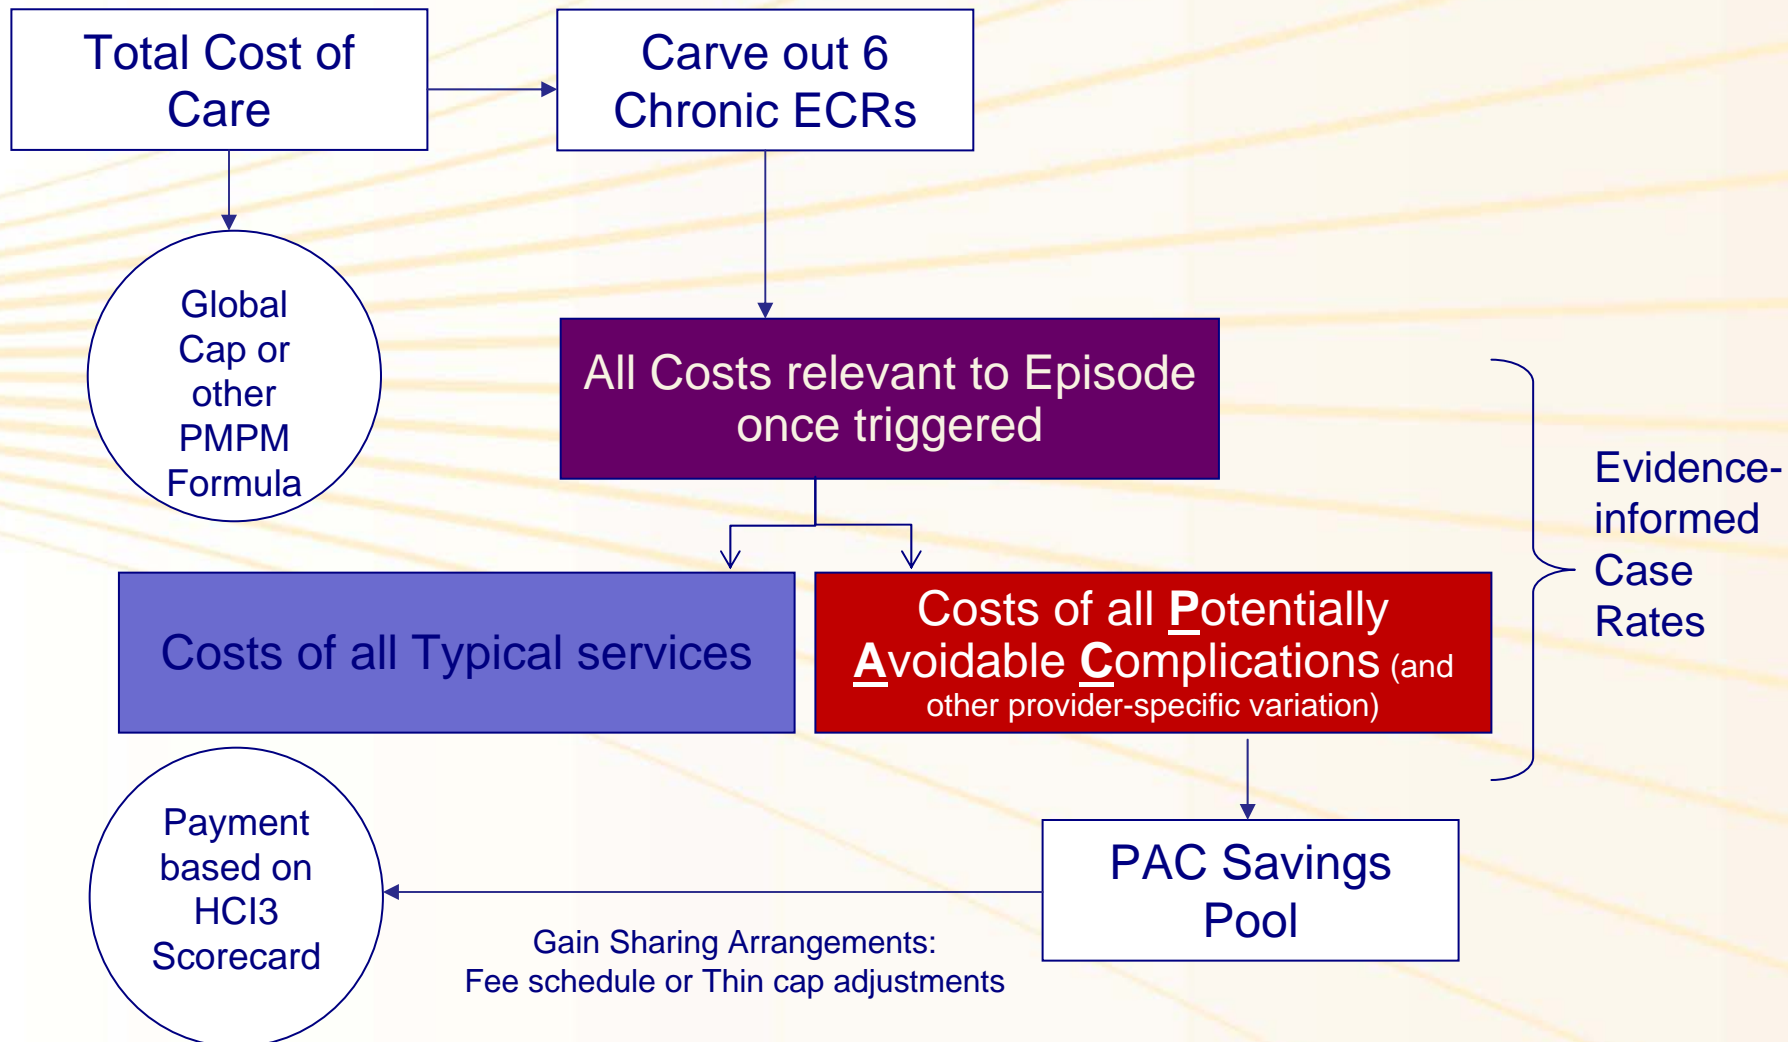 Total Cost of
Care
Carve out 6
Chronic ECRs
Global
Cap or
other
PMPM
Formula
All Costs relevant to Episode
once triggered
Evidence-
informed
Case
Rates
Costs of all Typical services
Costs of all Potentially
Avoidable Complications (and
other provider-specific variation)
Payment
based on
HCI3
Scorecard
PAC Savings
Pool
Gain Sharing Arrangements:
Fee schedule or Thin cap adjustments